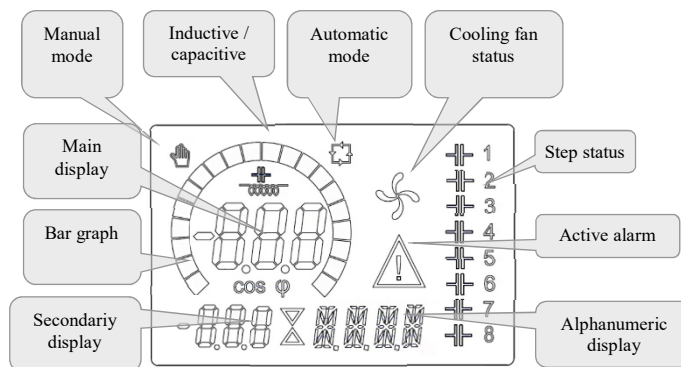 Manual
mode
Inductive /
capacitive
Automatic
mode
Cooling fan
status
Main
display
Bar graph
Secondariy
display
cos φ
1
2
3
4
5
6
7
8
Step status
Active alarm
Alphanumeric
display